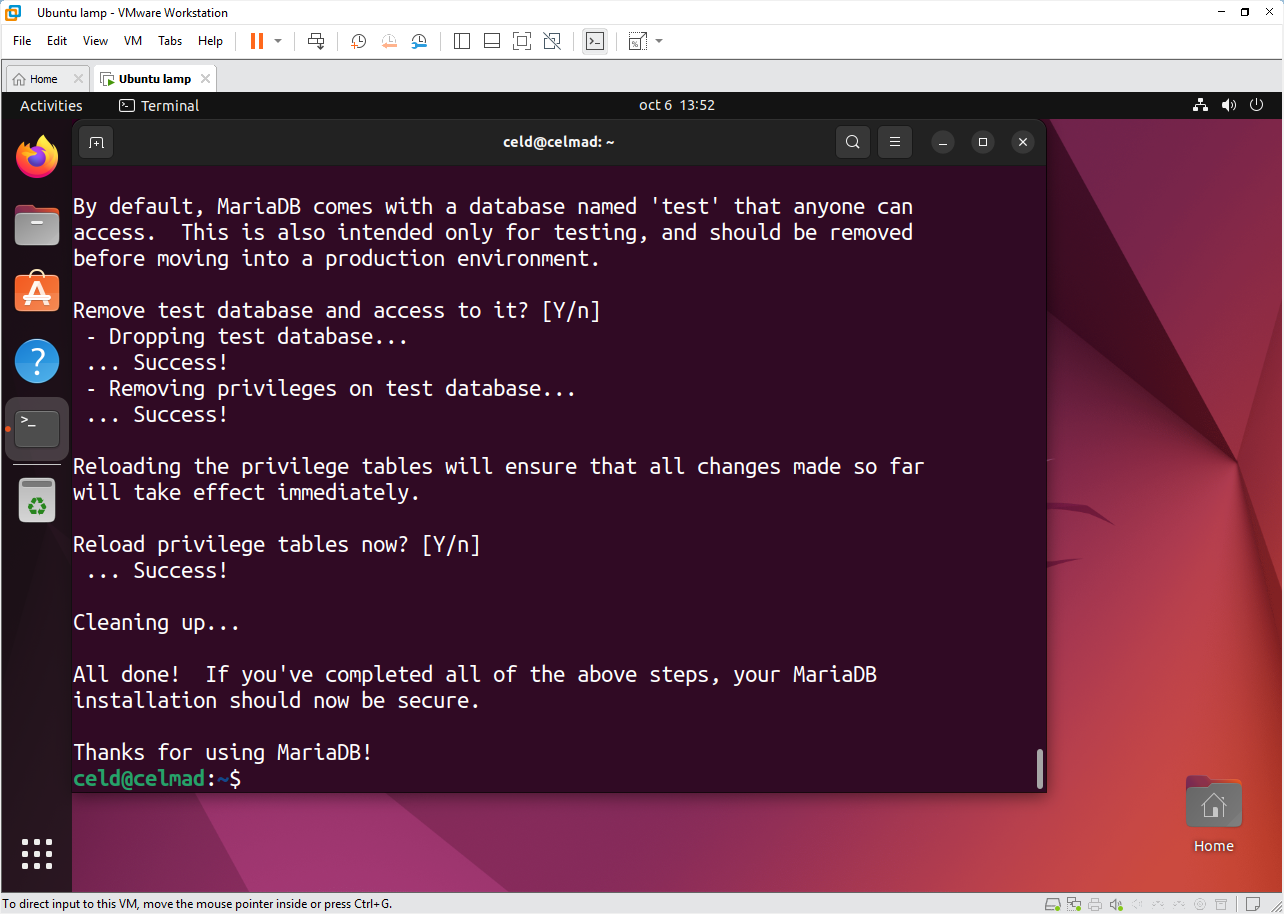 Ubuntu lamp - VMware Workstation
File Edit View VM Tabs Help
Home
Ubuntu lamp
Activities
Terminal
oct 6 13:52
celd@celmad: ~
By default, MariaDB comes with a database named 'test' that anyone can
access.  This is also intended only for testing, and should be removed
before moving into a production environment.
Remove test database and access to it? [Y/n]
- Dropping test database...
... Success!
- Removing privileges on test database...
... Success!
Reloading the privilege tables will ensure that all changes made so far
will take effect immediately.
Reload privilege tables now? [Y/n]
... Success!
Cleaning up...
All done!  If you've completed all of the above steps, your MariaDB
installation should now be secure.
Thanks for using MariaDB!
celd@celmad:~$
Home
To direct input to this VM, move the mouse pointer inside or press Ctrl+G.